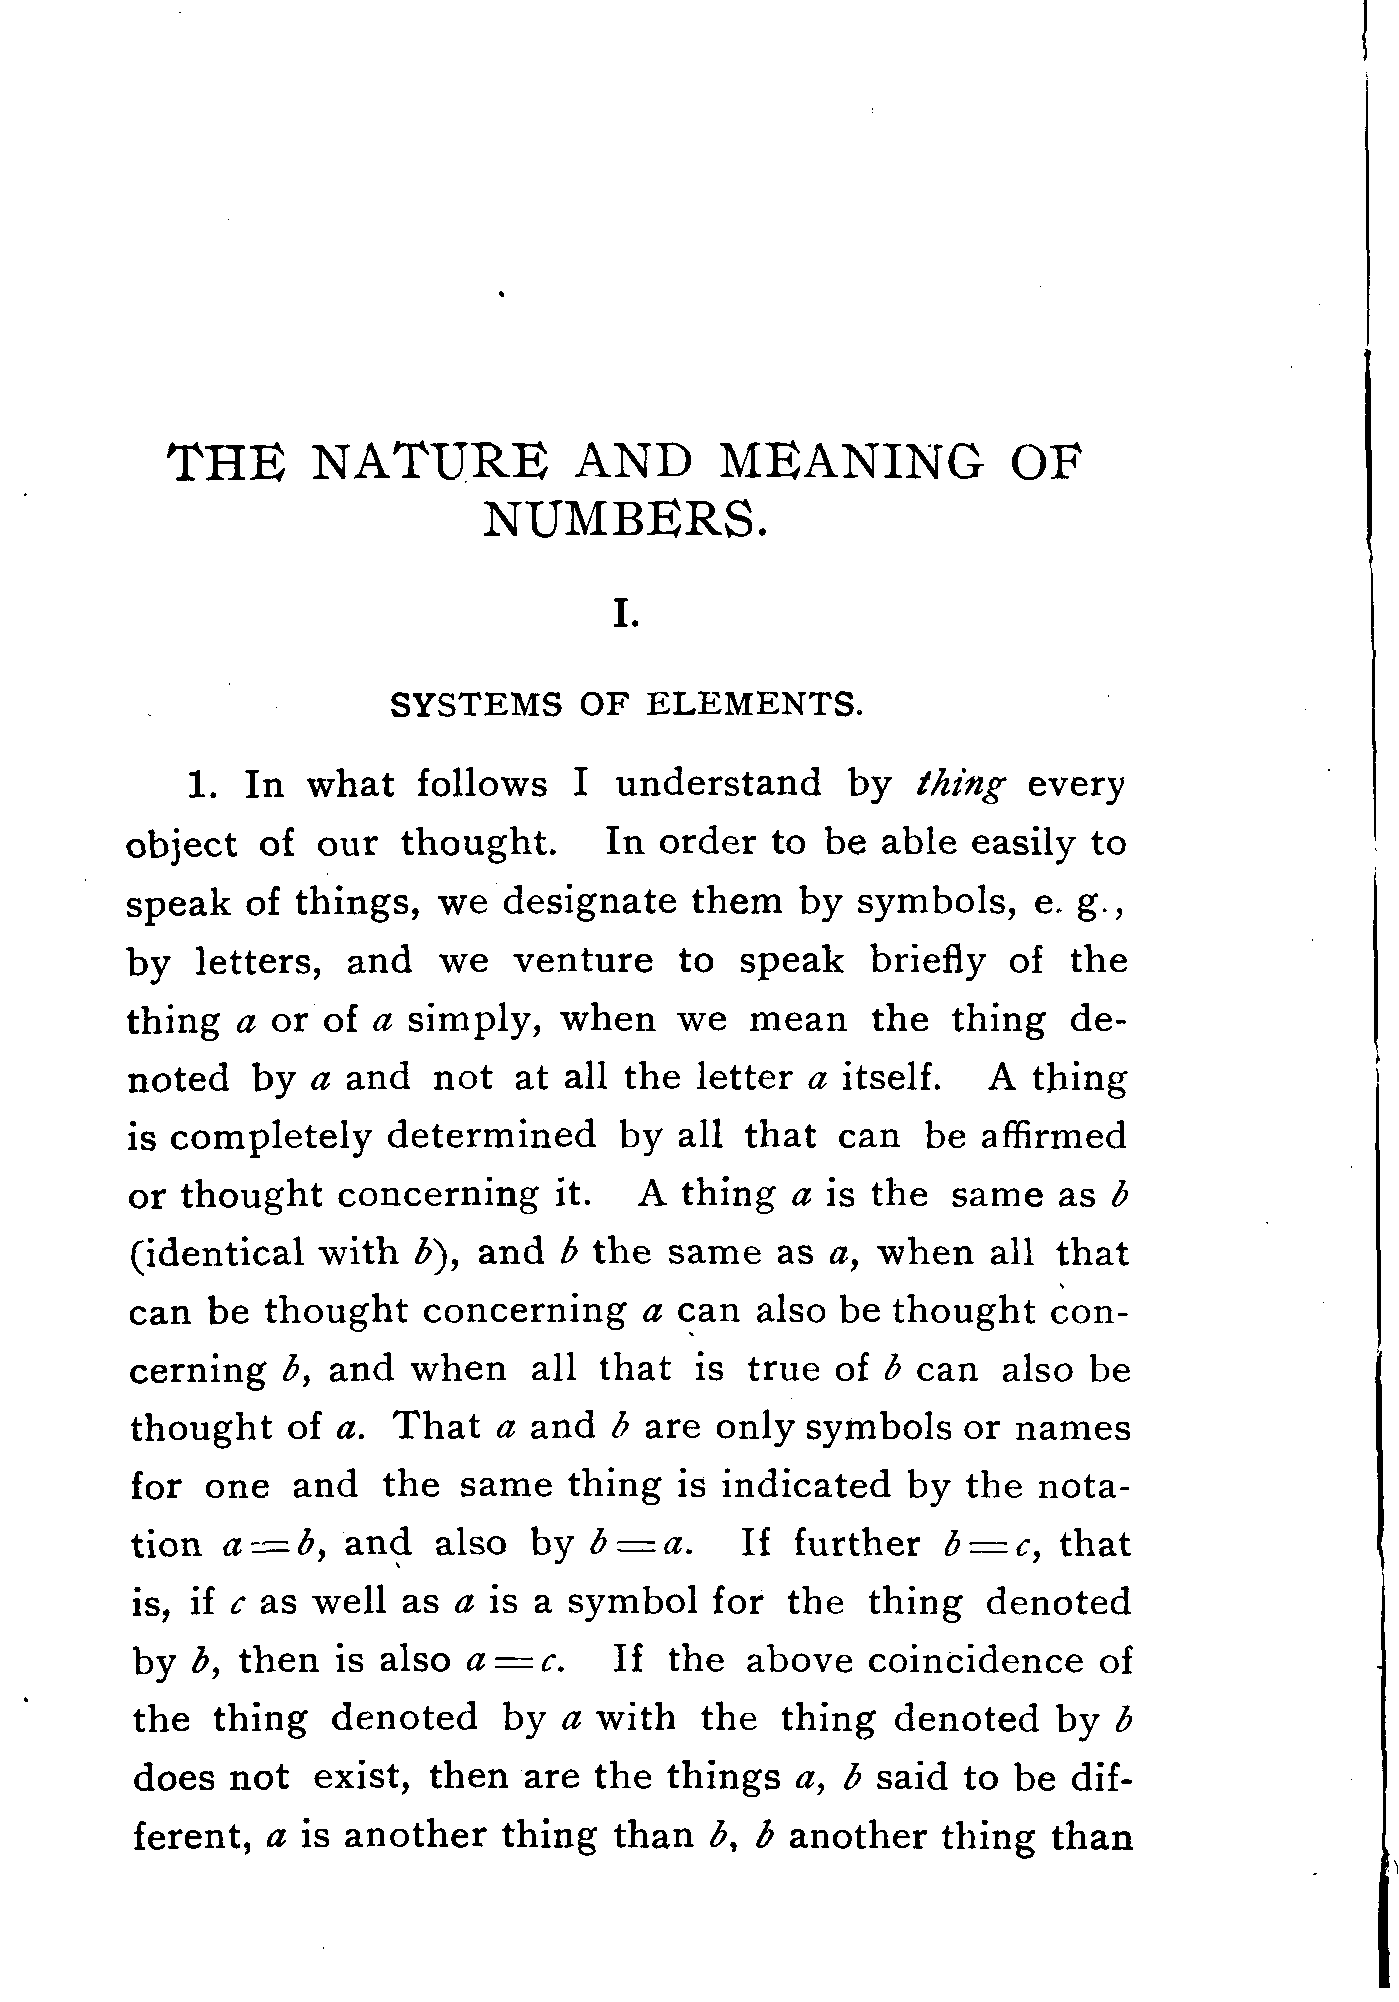 THE NATURE AND MEANING OF
NUMBERS.
I.
SYSTEMS OF ELEMENTS.
1. In what follows I understand by thing every
object of our thought. In order to be able easily to
speak of things, we designate them by symbols, e. g.,
by letters, and we venture to speak briefly of the
thing a or of a simply, when we mean the thing de-
noted by a and not at all the letter a itself. A thing
is completely determined by all that can be affirmed
or thought concerning it. A thing a is the same as b
(identical with b), and b the same as a, when all that
can be thought concerning a can also be thought con-
cerning b, and when all that is true of b can also be
thought of a. That a and b are only symbols or names
for one and the same thing is indicated by the nota-
tion a=b, and also by b=a. If further b=c, that
is, if c as well as a is a symbol for the thing denoted
by b, then is also a=c. If the above coincidence of
the thing denoted by a with the thing denoted by b
does not exist, then are the things a, b said to be dif-
ferent, a is another thing than b, b another thing than